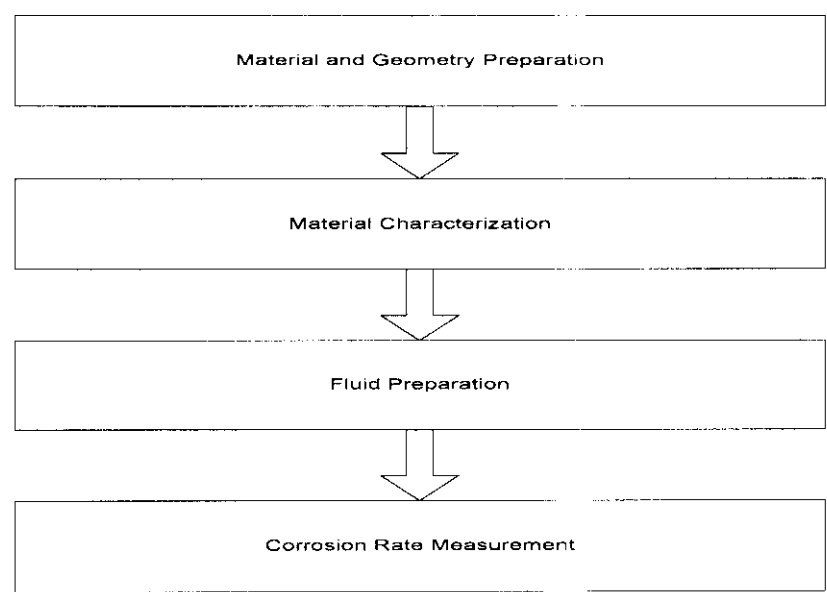 Material and Geometry Preparation
Material Characterization
Fluid Preparation
Corrosion Rate Measurement